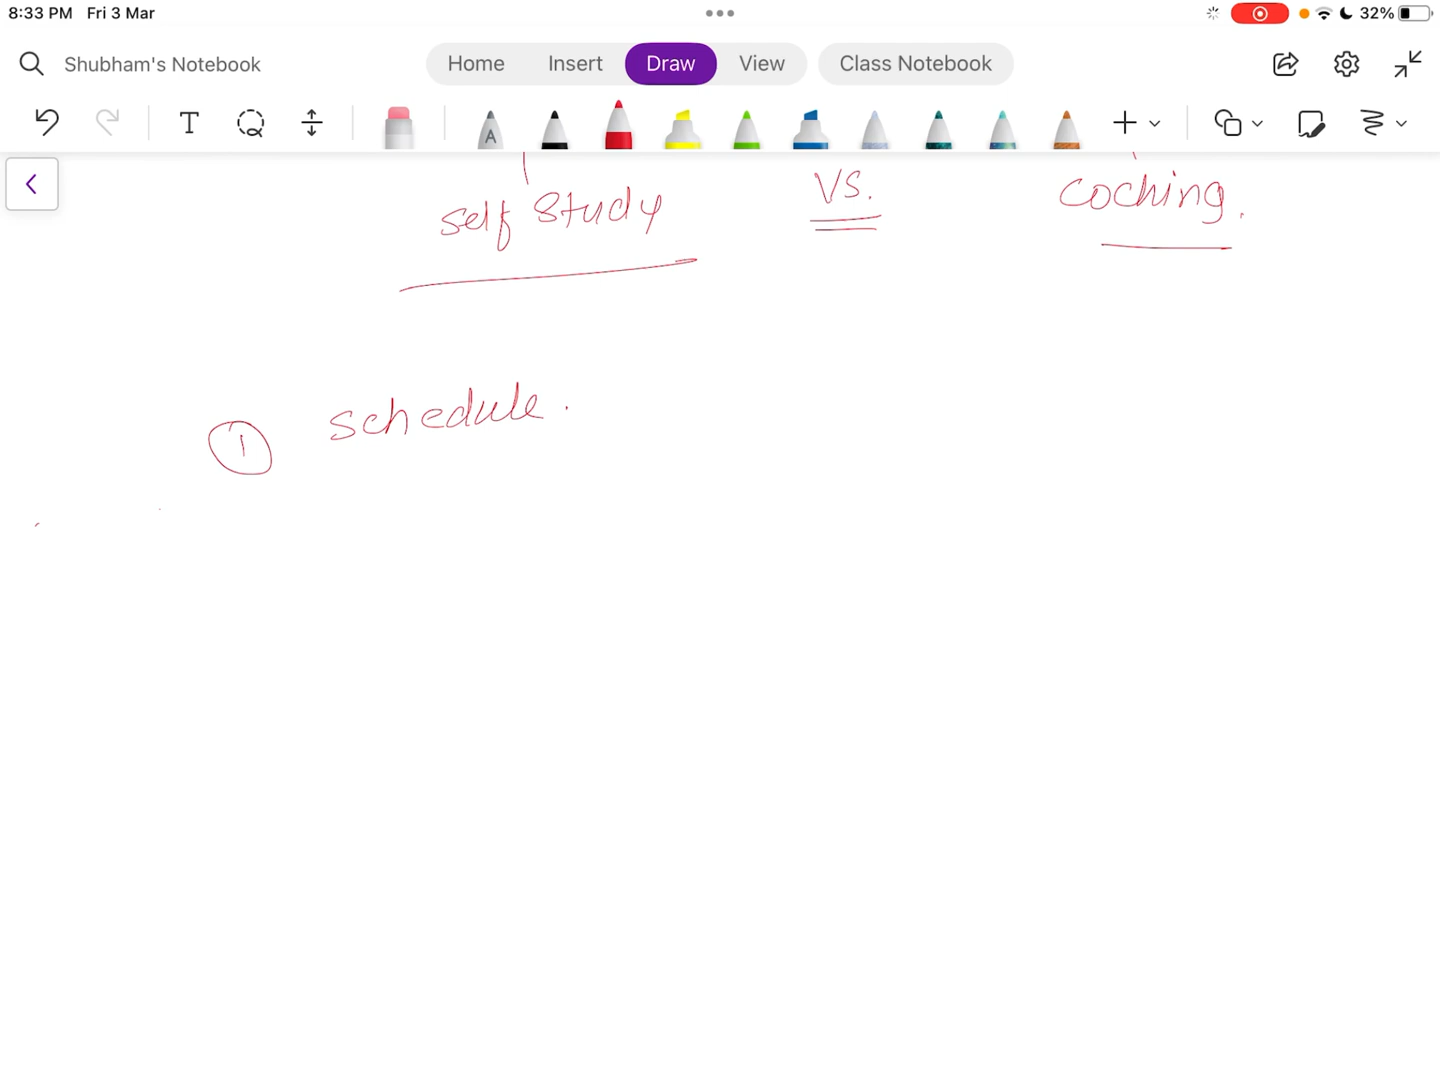 8:33 PM Fri 3 Mar 32%
Shubham's Notebook Home Insert Draw View Class Notebook
T A
self study vs. coching.
1 schedule.